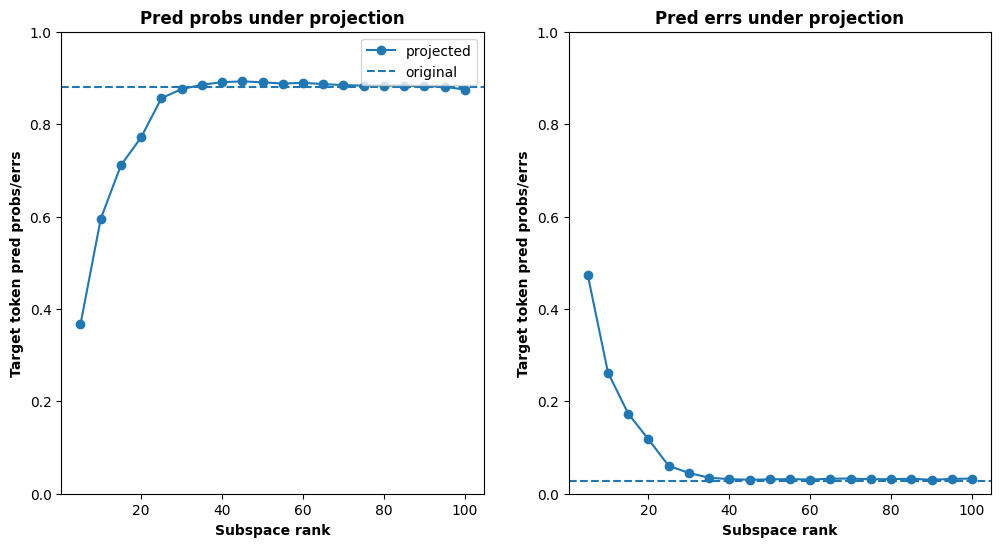 Pred probs under projection
projected
original
1.0
0.8
0.6
0.4
0.2
0.0
Target token pred probs/errs
20 40 60 80 100
Subspace rank
Pred errs under projection
1.0
0.8
0.6
0.4
0.2
0.0
Target token pred probs/errs
20 40 60 80 100
Subspace rank